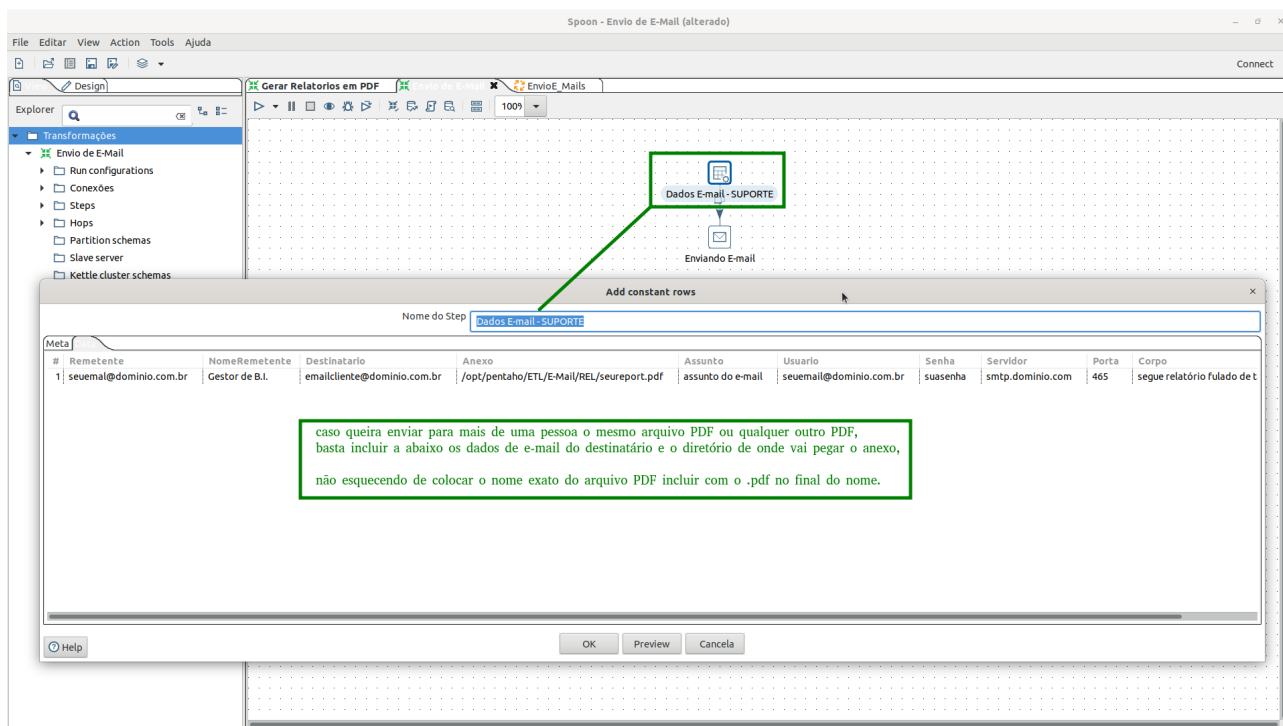 Spoon - Envio de E-Mail (alterado)
File Editar View Action Tools Ajuda
Connect
Design
Gerar Relatorios em PDF Envio de E-Mail EnvioE_Mails
Explorer
100%
Transformações
Envio de E-Mail
Run configurations
Conexões
Steps
Hops
Partition schemas
Slave server
Kettle cluster schemas
Dados E-mail - SUPORTE
Enviando E-mail
Add constant rows
Nome do Step Dados E-mail - SUPORTE
Meta
# Remetente NomeRemetente Destinatario Anexo Assunto Usuario Senha Servidor Porta Corpo
1 seuemal@dominio.com.br Gestor de B.I. emailcliente@dominio.com.br /opt/pentaho/ETL/E-Mail/REL/seureport.pdf assunto do e-mail seuemail@dominio.com.br suasenha smtp.dominio.com 465 segue relatório fulado de t
caso queira enviar para mais de uma pessoa o mesmo arquivo PDF ou qualquer outro PDF,
basta incluir a abaixo os dados de e-mail do destinatário e o diretório de onde vai pegar o anexo,
não esquecendo de colocar o nome exato do arquivo PDF incluir com o .pdf no final do nome.
Help
OK Preview Cancela